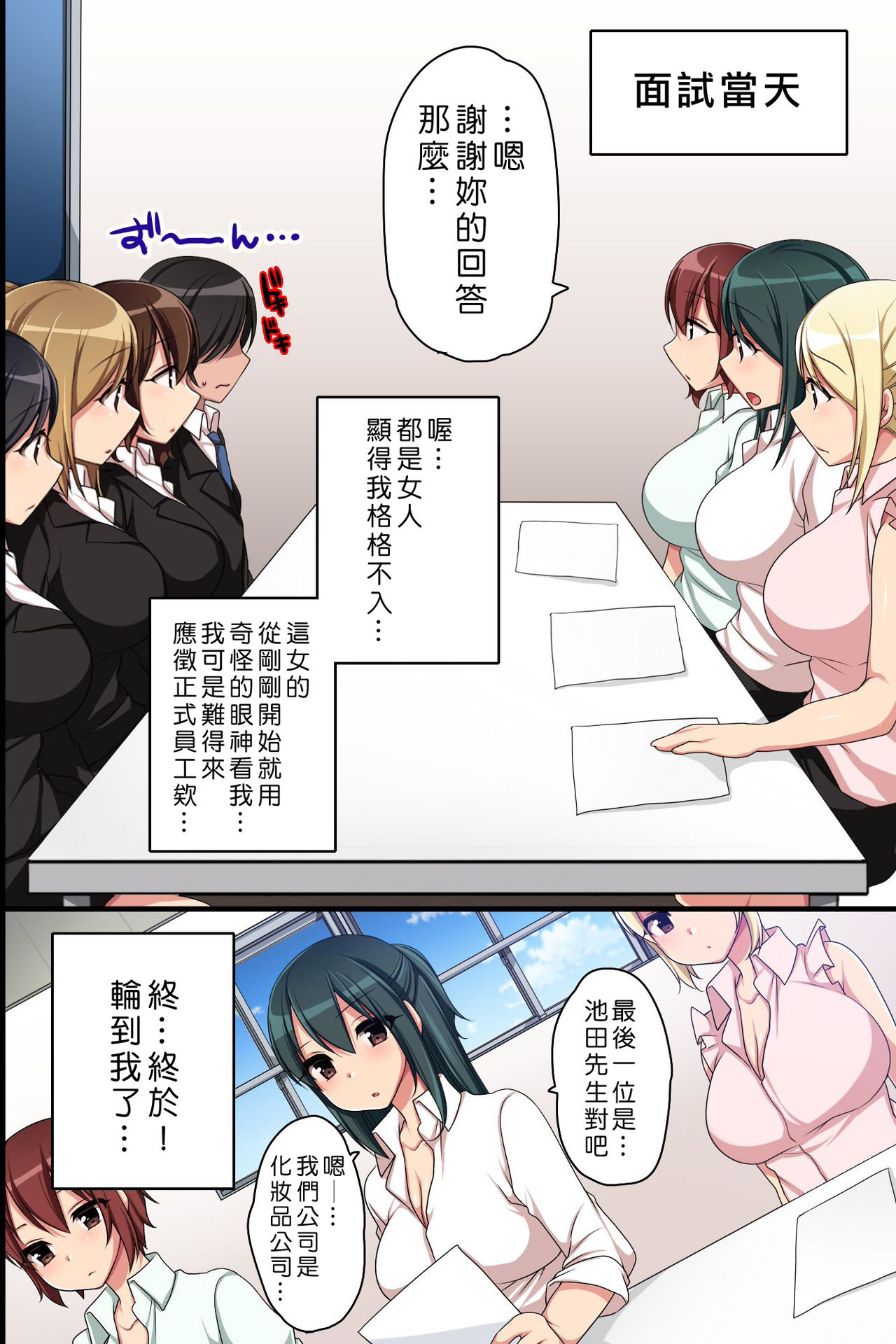 面試當天
…嗯
謝謝妳的回答
那麼…
ず〜〜ん…
ドキ
ドキ
喔…
都是女人
顯得我格格不入…
這女的
從剛剛開始就用
奇怪的眼神看我…
我可是難得來
應徵正式員工欸…
最後一位是…
池田先生對吧
嗯─…
我們公司是
化妝品公司…
終…終於！
輪到我了…